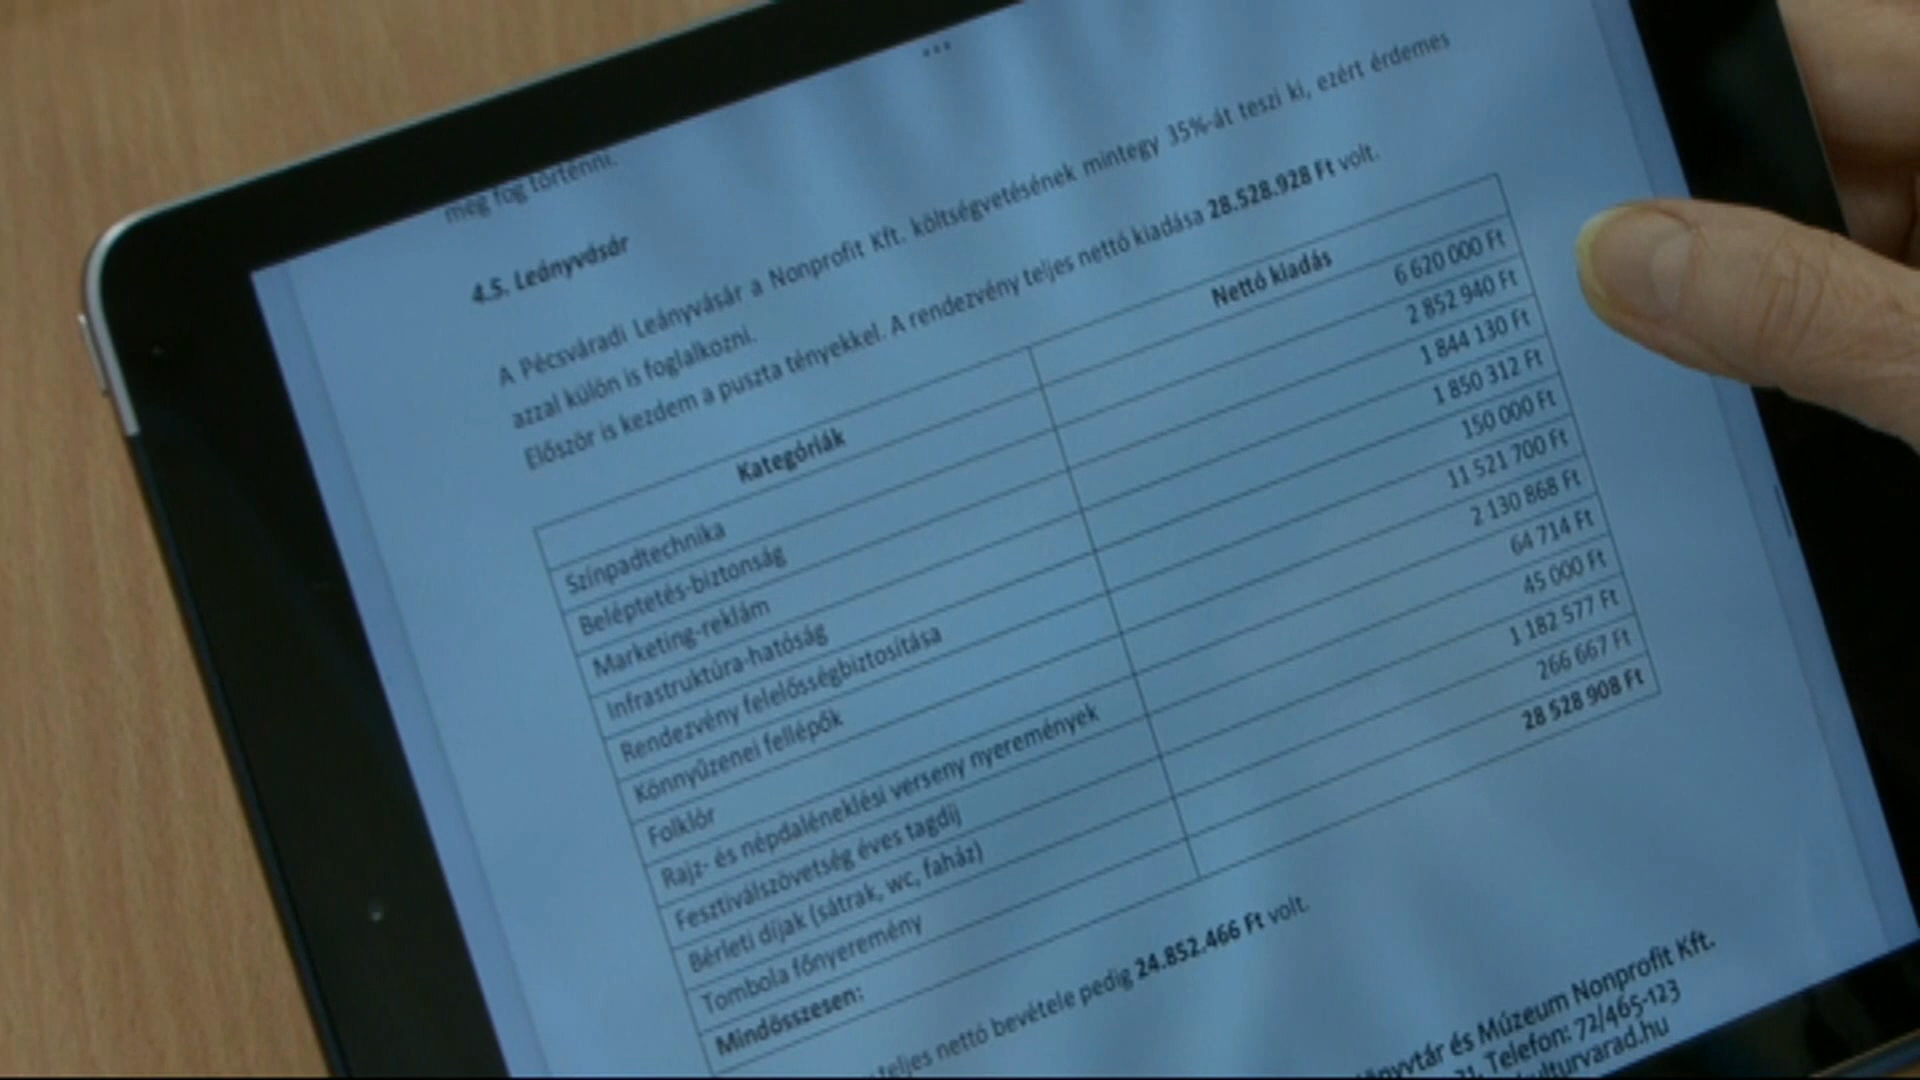 meg fog történni.
4.5. Leányvásár
A Pécsváradi Leányvásár a Nonprofit Kft. költségvetésének mintegy 35%-át teszi ki, ezért érdemes
azzal külön is foglalkozni.
Először is kezdem a puszta tényekkel. A rendezvény teljes nettó kiadása 28.528.928 Ft volt.
Kategóriák Nettó kiadás
Színpadtechnika 6 620 000 Ft
Beléptetés-biztonság 2 852 940 Ft
Marketing-reklám 1 844 130 Ft
Infrastruktúra-hatóság 1 850 312 Ft
Rendezvény felelősségbiztosítása 150 000 Ft
Könnyűzenei fellépők 11 521 700 Ft
Folklór 2 130 868 Ft
Rajz- és népdaléneklési verseny nyeremények 64 714 Ft
Fesztiválszövetség éves tagdíj 45 000 Ft
Bérleti díjak (sátrak, wc, faház) 1 182 577 Ft
Tombola főnyeremény 266 667 Ft
Mindösszesen: 28 528 908 Ft
teljes nettó bevétele pedig 24.852.466 Ft volt.
és Múzeum Nonprofit Kft.
Telefon: 72/465-123